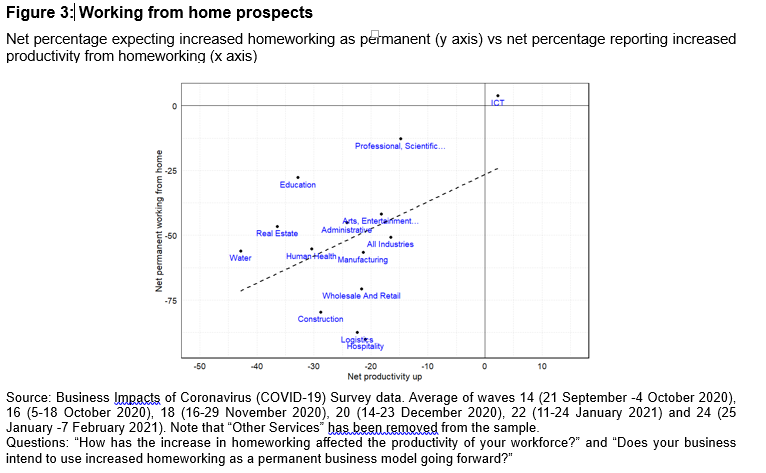 Figure 3: Working from home prospects
Net percentage expecting increased homeworking as permanent (y axis) vs net percentage reporting increased
productivity from homeworking (x axis)
0
ICT
Professional, Scientific...
-25
Education
Arts, Entertainment...
Administrative
Real Estate
-50
All Industries
Water
Human Health
Manufacturing
Wholesale And Retail
-75
Construction
Logistics
Hospitality
Net permanent working from home
-50
-40
-30
-20
-10
0
10
Net productivity up
Source: Business Impacts of Coronavirus (COVID-19) Survey data. Average of waves 14 (21 September -4 October 2020),
16 (5-18 October 2020), 18 (16-29 November 2020), 20 (14-23 December 2020), 22 (11-24 January 2021) and 24 (25
January -7 February 2021). Note that “Other Services” has been removed from the sample.
Questions: “How has the increase in homeworking affected the productivity of your workforce?” and “Does your business
intend to use increased homeworking as a permanent business model going forward?”